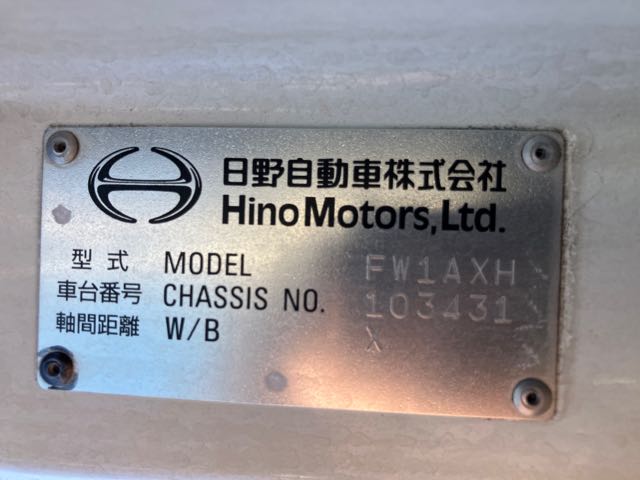 日野自動車株式会社
Hino Motors, Ltd.
型式 MODEL FW1AXH
車台番号 CHASSIS NO. 103431
軸間距離 W/B X